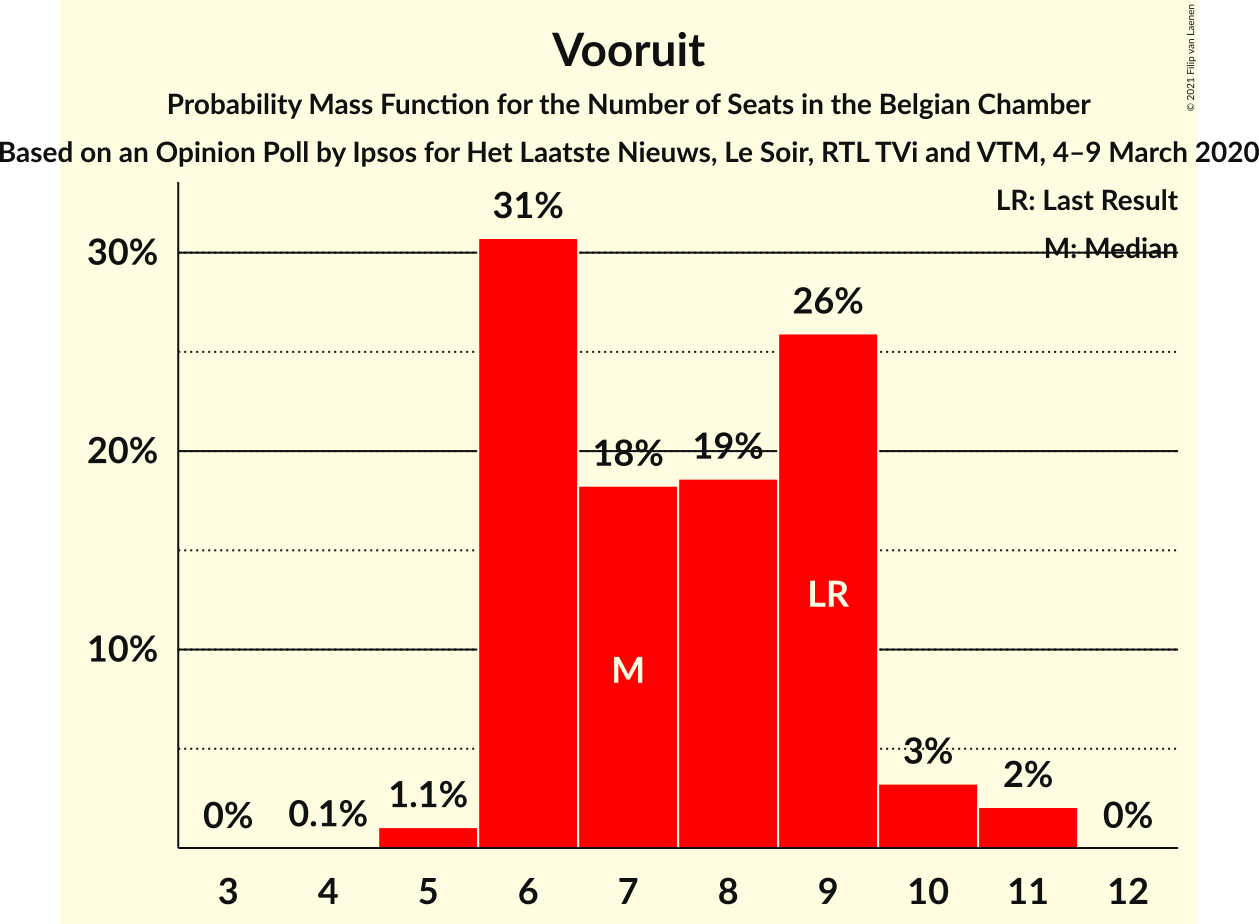 Vooruit
Probability Mass Function for the Number of Seats in the Belgian Chamber
Based on an Opinion Poll by Ipsos for Het Laatste Nieuws, Le Soir, RTL TVi and VTM, 4–9 March 2020
© 2021 Filip van Laenen
LR: Last Result
M: Median
30%
20%
10%
0%
0.1%
1.1%
31%
18%
19%
26%
3%
2%
0%
M
LR
3 4 5 6 7 8 9 10 11 12